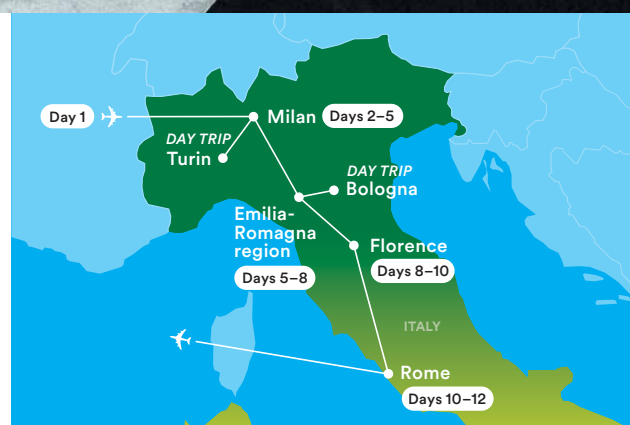 Day 1
Milan
Days 2–5
DAY TRIP
Turin
DAY TRIP
Bologna
Emilia-
Romagna
region
Days 5–8
Florence
Days 8–10
ITALY
Rome
Days 10–12